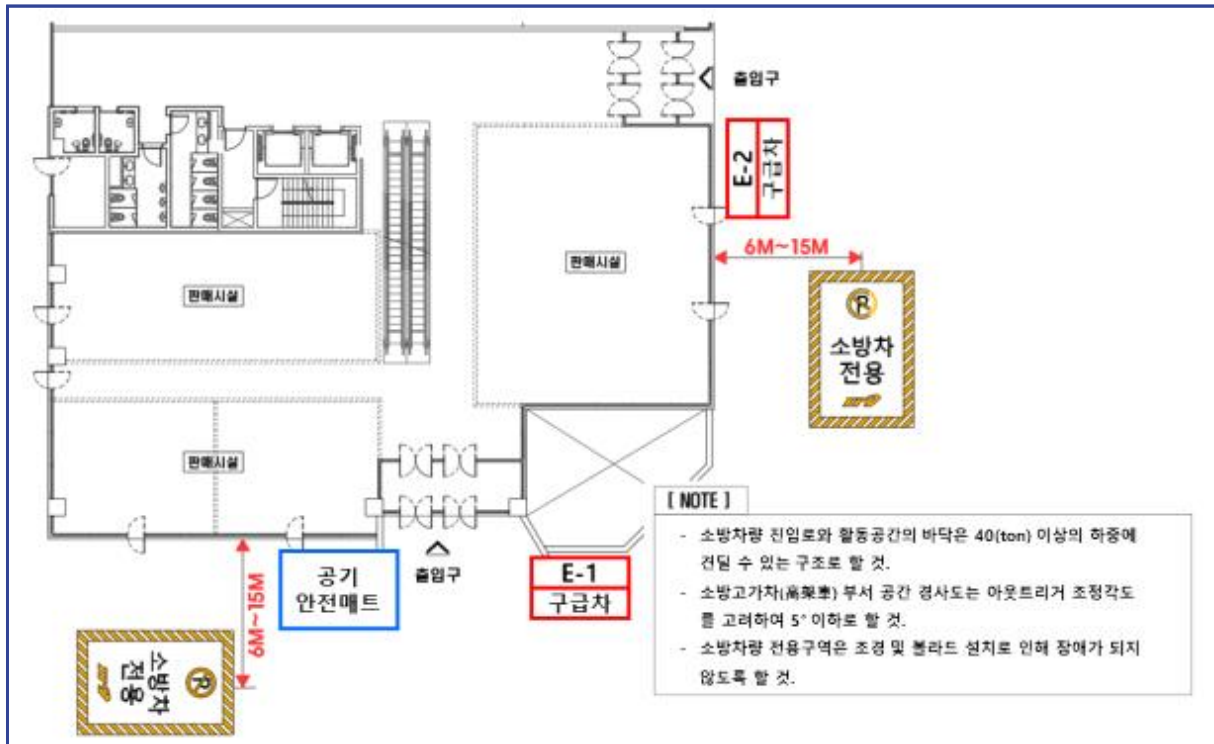 출입구
E-2
구급차
6M~15M
판매시설
판매시설
소방차
전용
판매시설
[ NOTE ]
- 소방차량 진입로와 활동공간의 바닥은 40(ton) 이상의 하중에
견딜 수 있는 구조로 할 것.
- 소방고가차(高架車) 부서 공간 경사도는 아웃트리거 조정각도
를 고려하여 5° 이하로 할 것.
- 소방차량 전용구역은 조경 및 볼라드 설치로 인해 장애가 되지
않도록 할 것.
공기
안전매트
출입구
E-1
구급차
6M~15M
소방차
전용